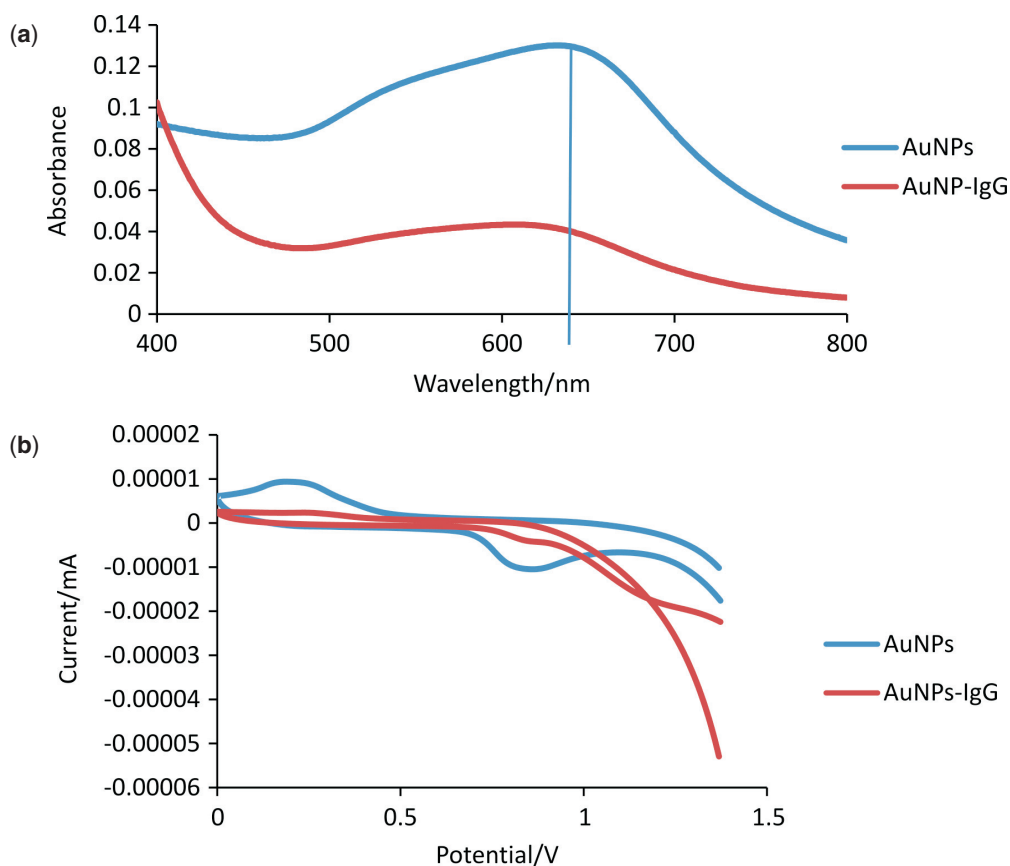 (a)
0.14
0.12
0.1
0.08
0.06
0.04
0.02
0
Absorbance
400 500 600 700 800
Wavelength/nm
AuNPs
AuNP-IgG
(b)
0.00002
0.00001
0
-0.00001
-0.00002
-0.00003
-0.00004
-0.00005
-0.00006
Current/mA
0 0.5 1 1.5
Potential/V
AuNPs
AuNPs-IgG